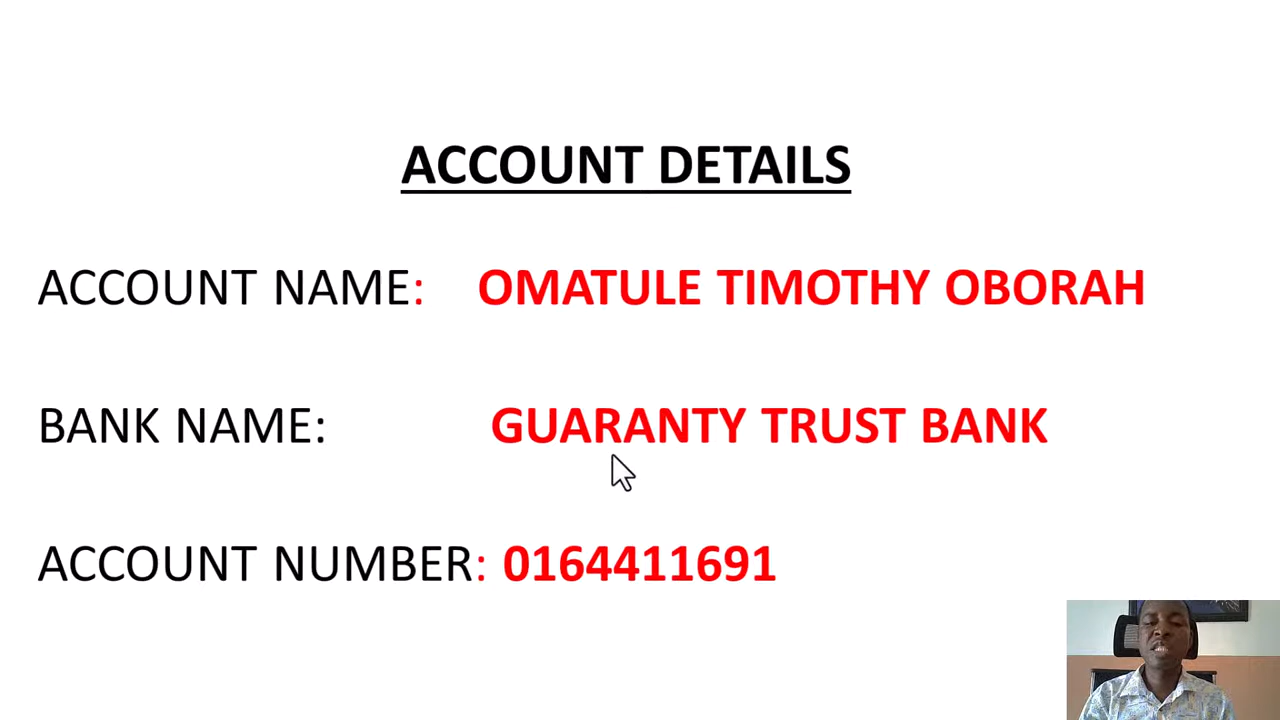 ACCOUNT DETAILS
ACCOUNT NAME: OMATULE TIMOTHY OBORAH
BANK NAME: GUARANTY TRUST BANK
ACCOUNT NUMBER: 0164411691